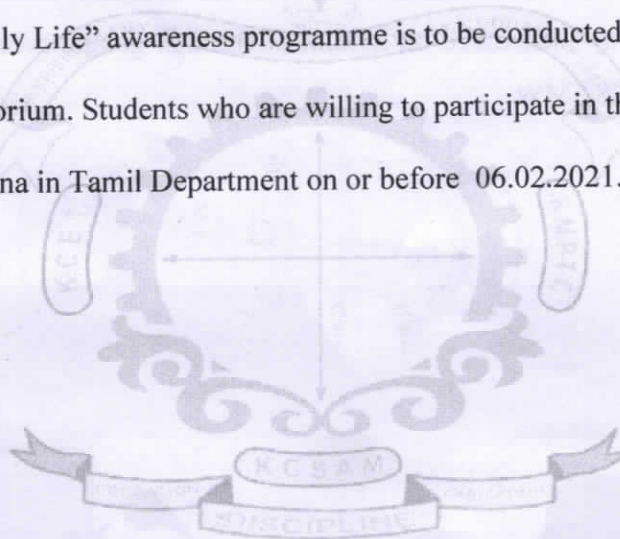 ly Life” awareness programme is to be conducted
orium. Students who are willing to participate in th
na in Tamil Department on or before 06.02.2021.
KCET
KCSAM
DISCIPLINE